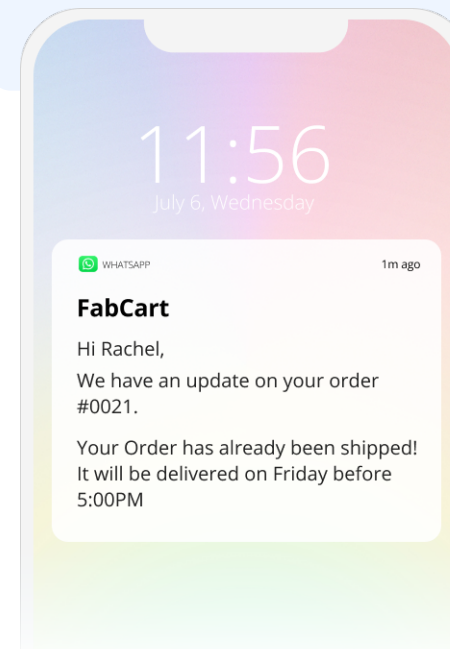 11:56
July 6, Wednesday
WHATSAPP
1m ago
FabCart
Hi Rachel,
We have an update on your order
#0021.
Your Order has already been shipped!
It will be delivered on Friday before
5:00PM